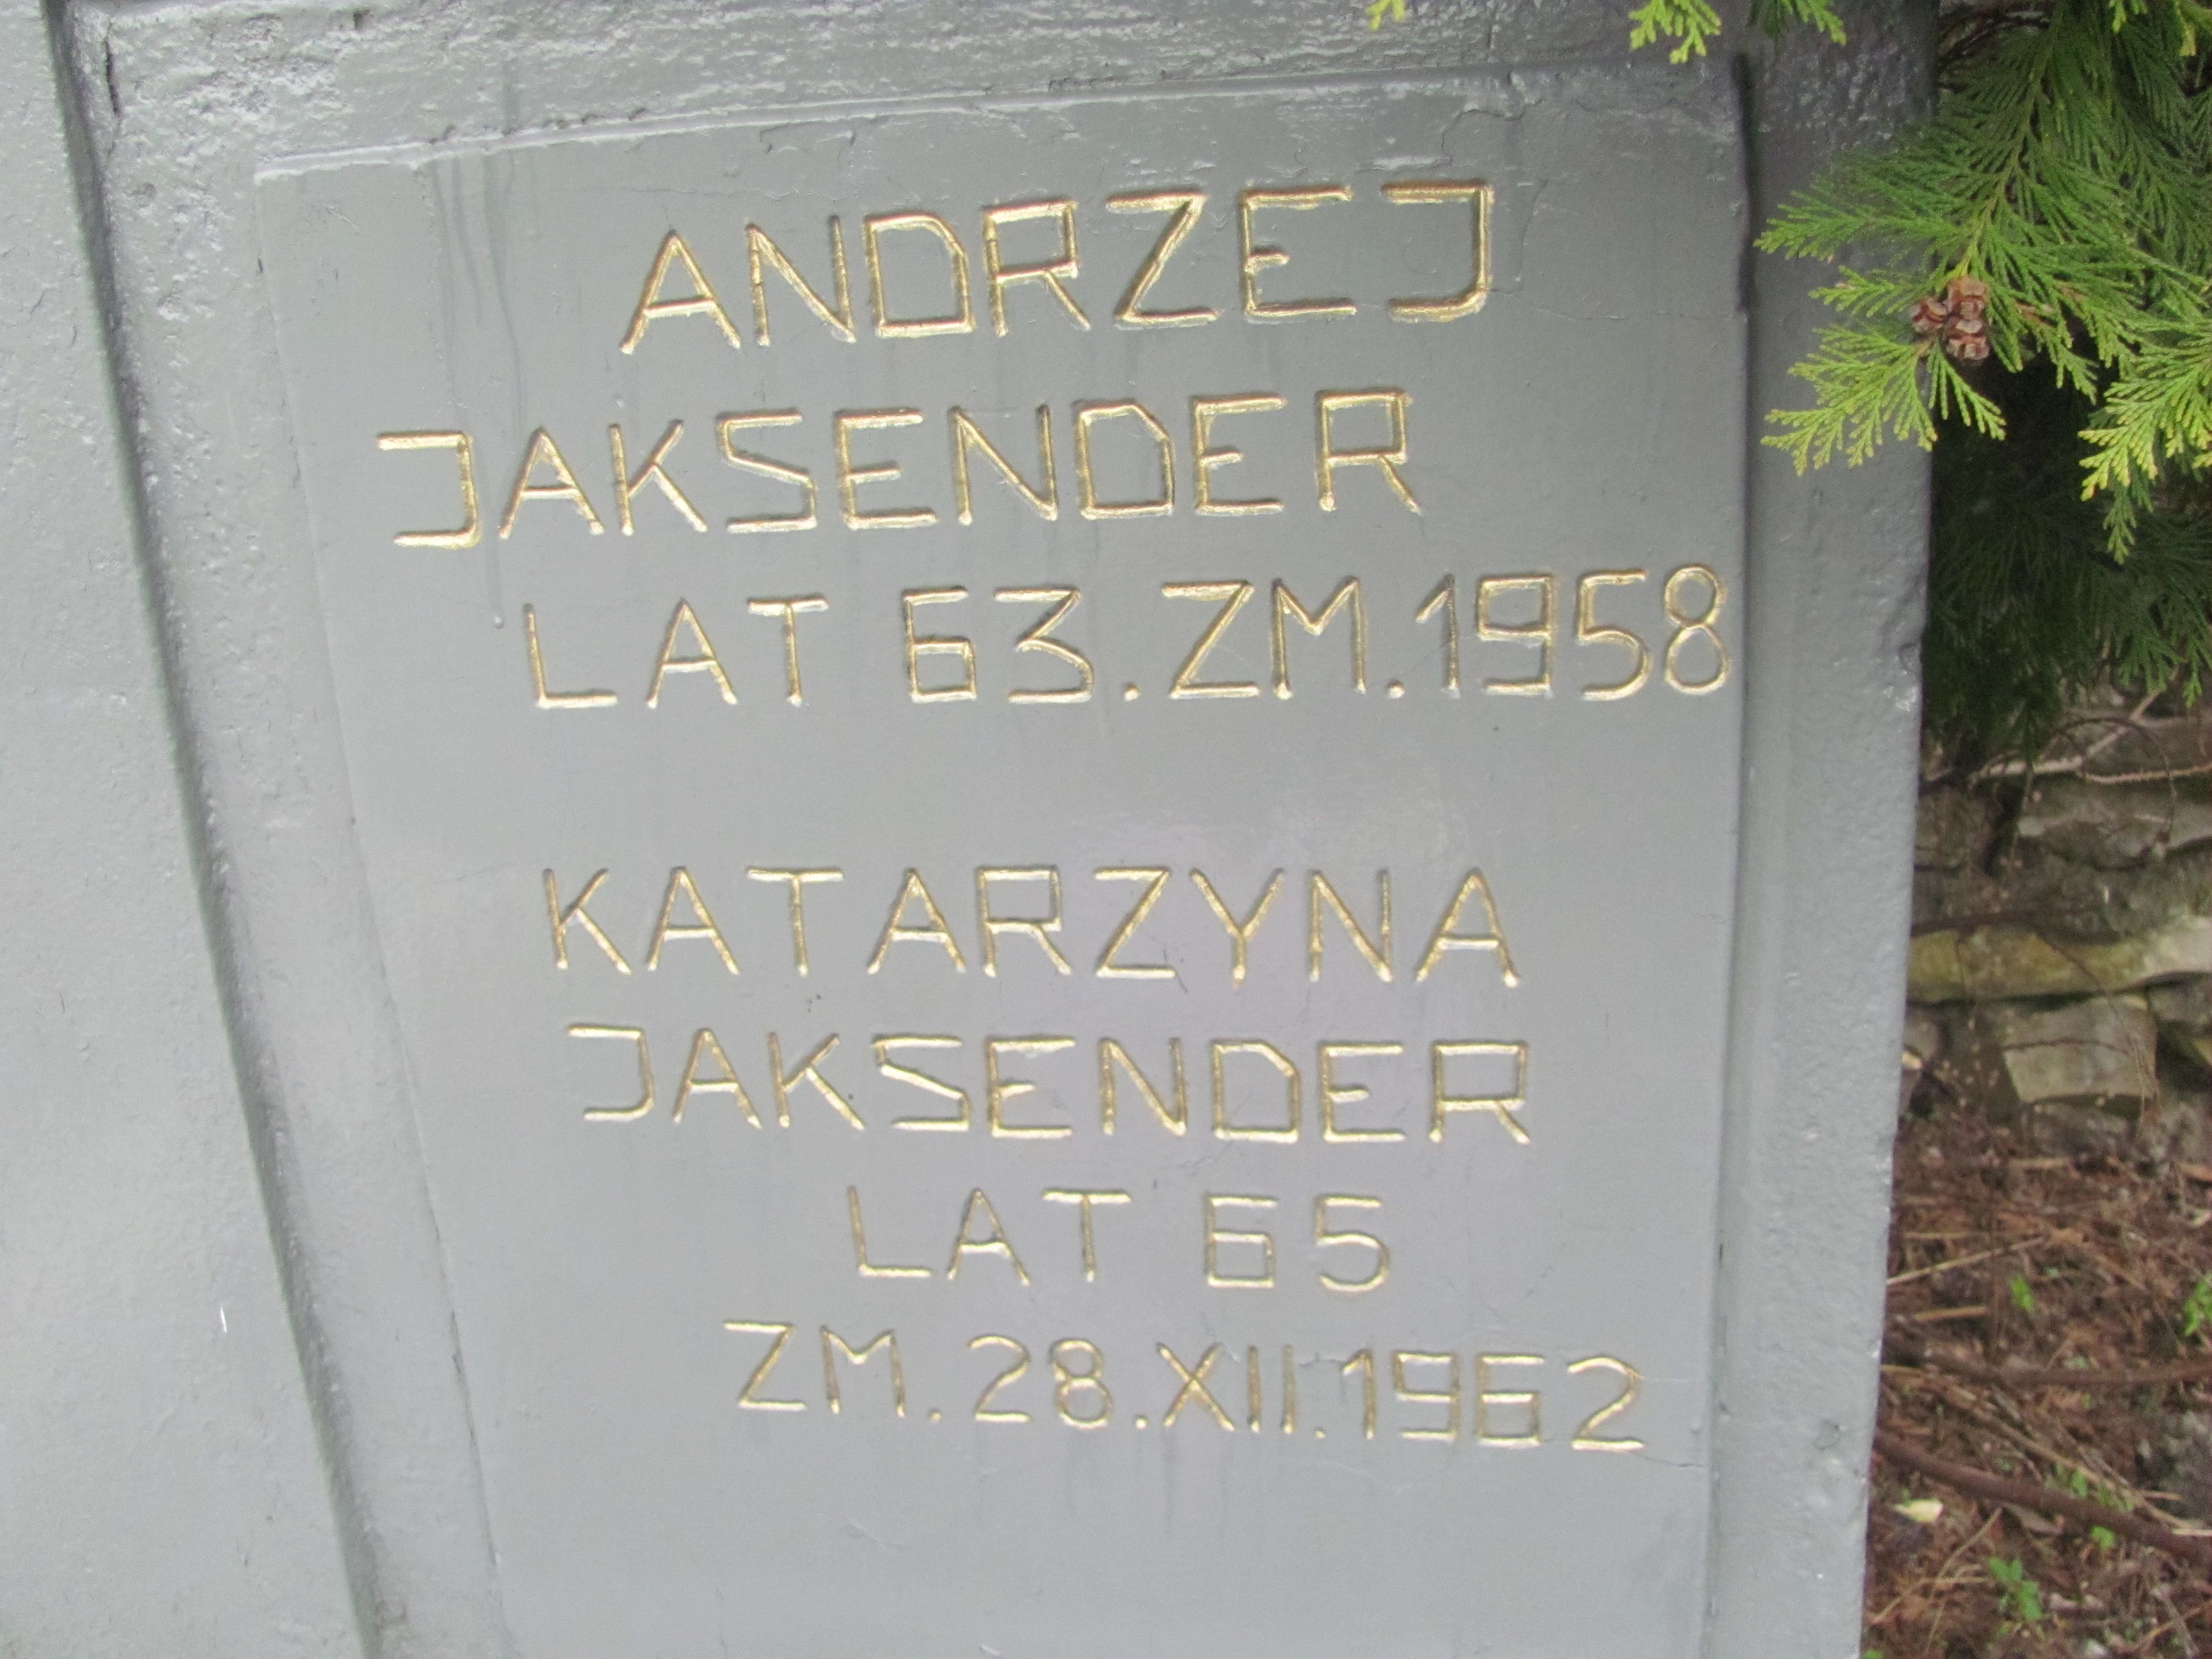 ANDRZEJ
JAKSENDER
LAT 63.ZM.1958
KATARZYNA
JAKSENDER
LAT 65
ZM.28.XII.1962